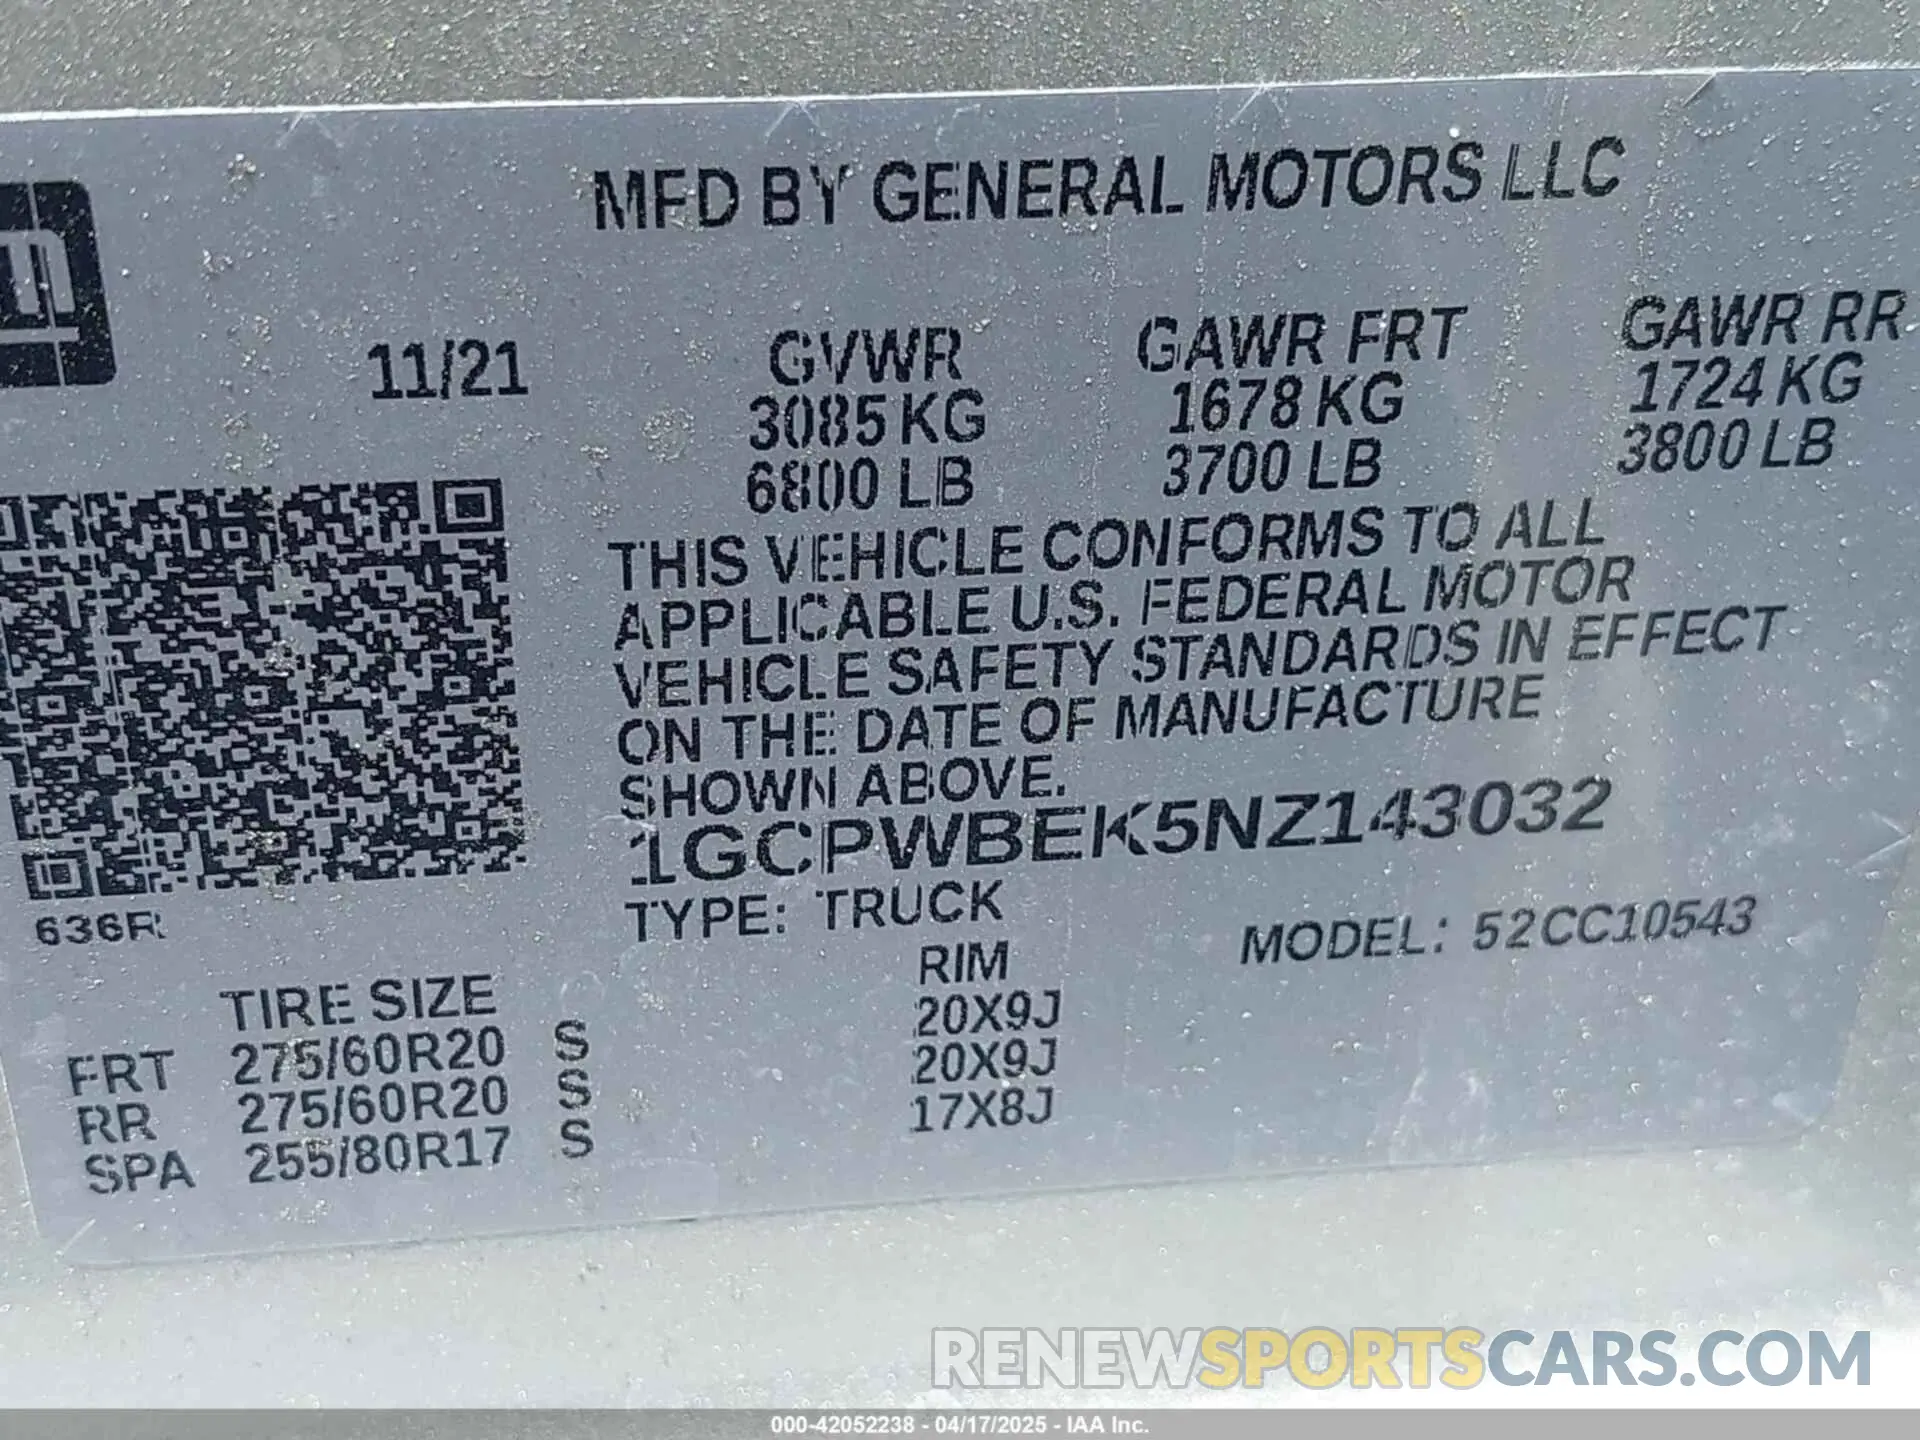 MFD BY GENERAL MOTORS LLC
11/21 GVWR GAWR FRT GAWR RR
3085 KG 1678 KG 1724 KG
6800 LB 3700 LB 3800 LB
THIS VEHICLE CONFORMS TO ALL
APPLICABLE U.S. FEDERAL MOTOR
VEHICLE SAFETY STANDARDS IN EFFECT
ON THE DATE OF MANUFACTURE
SHOWN ABOVE.
1GCPWBEK5NZ143032
636R
TYPE: TRUCK MODEL: 52CC10543
TIRE SIZE RIM
FRT 275/60R20 S 20X9J
RR 275/60R20 S 20X9J
SPA 255/80R17 S 17X8J
RENEWSPORTSCARS.COM
000-42052238 - 04/17/2025 - IAA Inc.